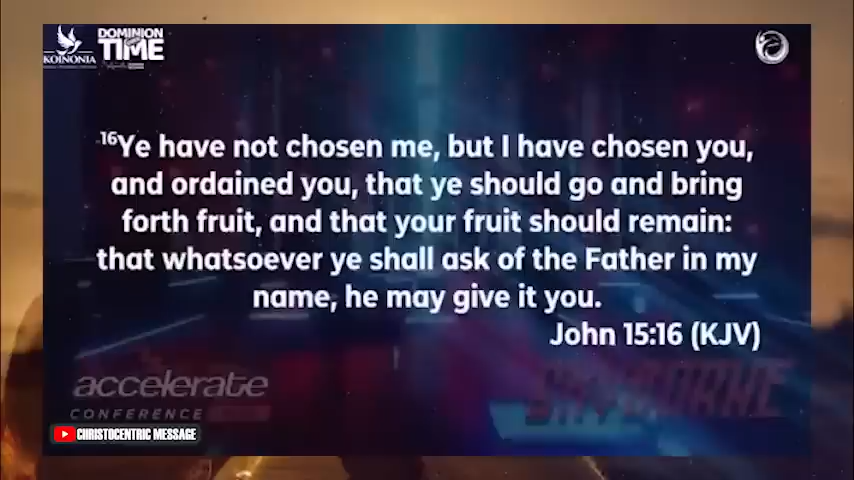 KOINONIA
DOMINION
TIME
16Ye have not chosen me, but I have chosen you,
and ordained you, that ye should go and bring
forth fruit, and that your fruit should remain:
that whatsoever ye shall ask of the Father in my
name, he may give it you.
John 15:16 (KJV)
accelerate
CONFERENCE
CHRISTOCENTRIC MESSAGE